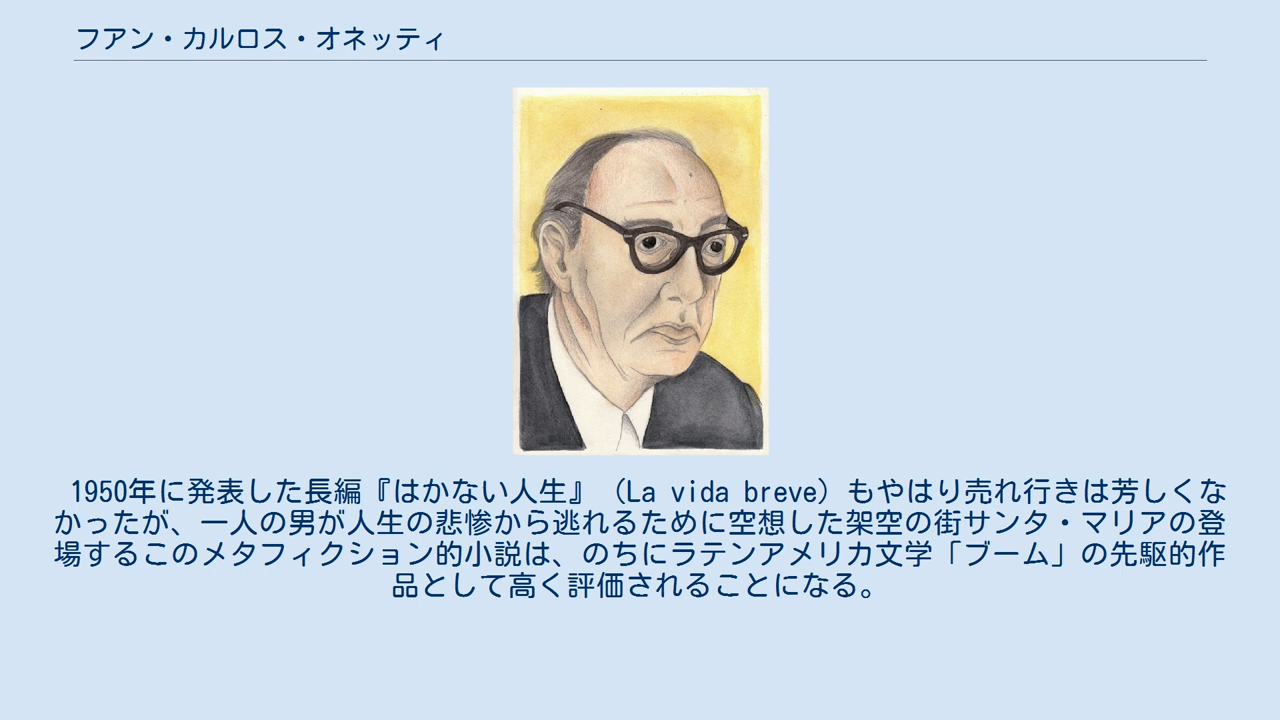 フアン・カルロス・オネッティ
1950年に発表した長編『はかない人生』（La vida breve）もやはり売れ行きは芳しくな
かったが、一人の男が人生の悲惨から逃れるために空想した架空の街サンタ・マリアの登
場するこのメタフィクション的小説は、のちにラテンアメリカ文学「ブーム」の先駆的作
品として高く評価されることになる。